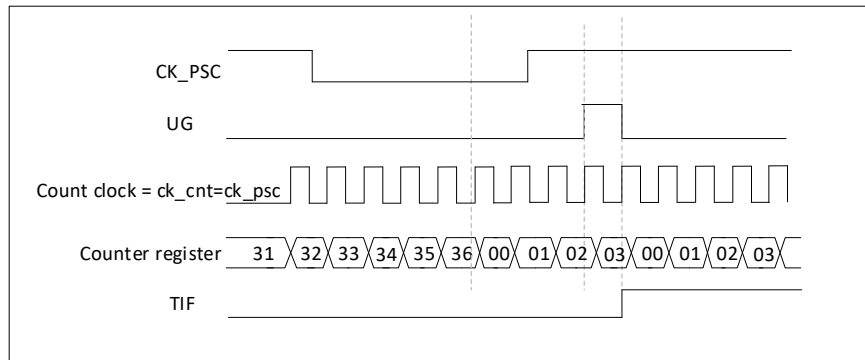 CK_PSC
UG
Count clock = ck_cnt=ck_psc
Counter register 31 32 33 34 35 36 00 01 02 03 00 01 02 03
TIF